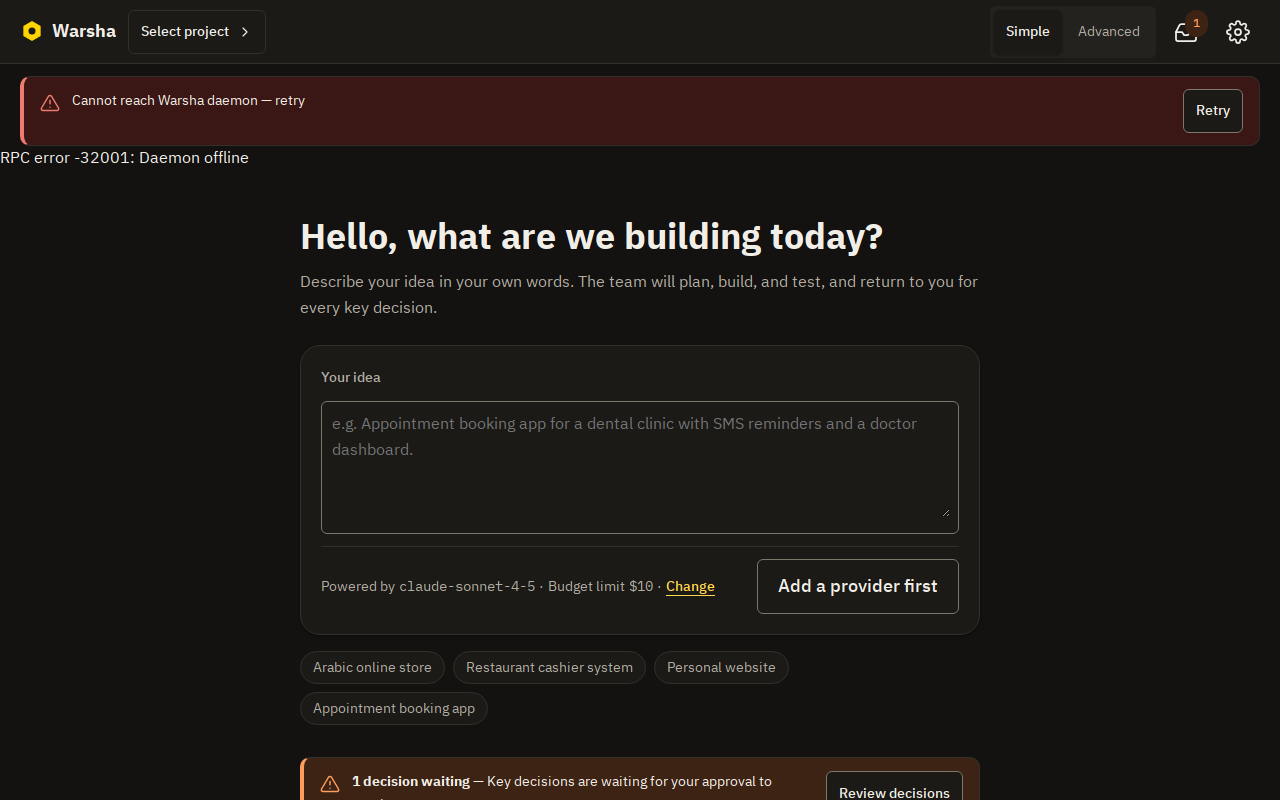 Warsha
Select project
Simple
Advanced
1
Cannot reach Warsha daemon — retry
Retry
RPC error -32001: Daemon offline
Hello, what are we building today?
Describe your idea in your own words. The team will plan, build, and test, and return to you for
every key decision.
Your idea
e.g. Appointment booking app for a dental clinic with SMS reminders and a doctor
dashboard.
Powered by claude-sonnet-4-5 · Budget limit $10 · Change
Add a provider first
Arabic online store
Restaurant cashier system
Personal website
Appointment booking app
1 decision waiting — Key decisions are waiting for your approval to
Review decisions